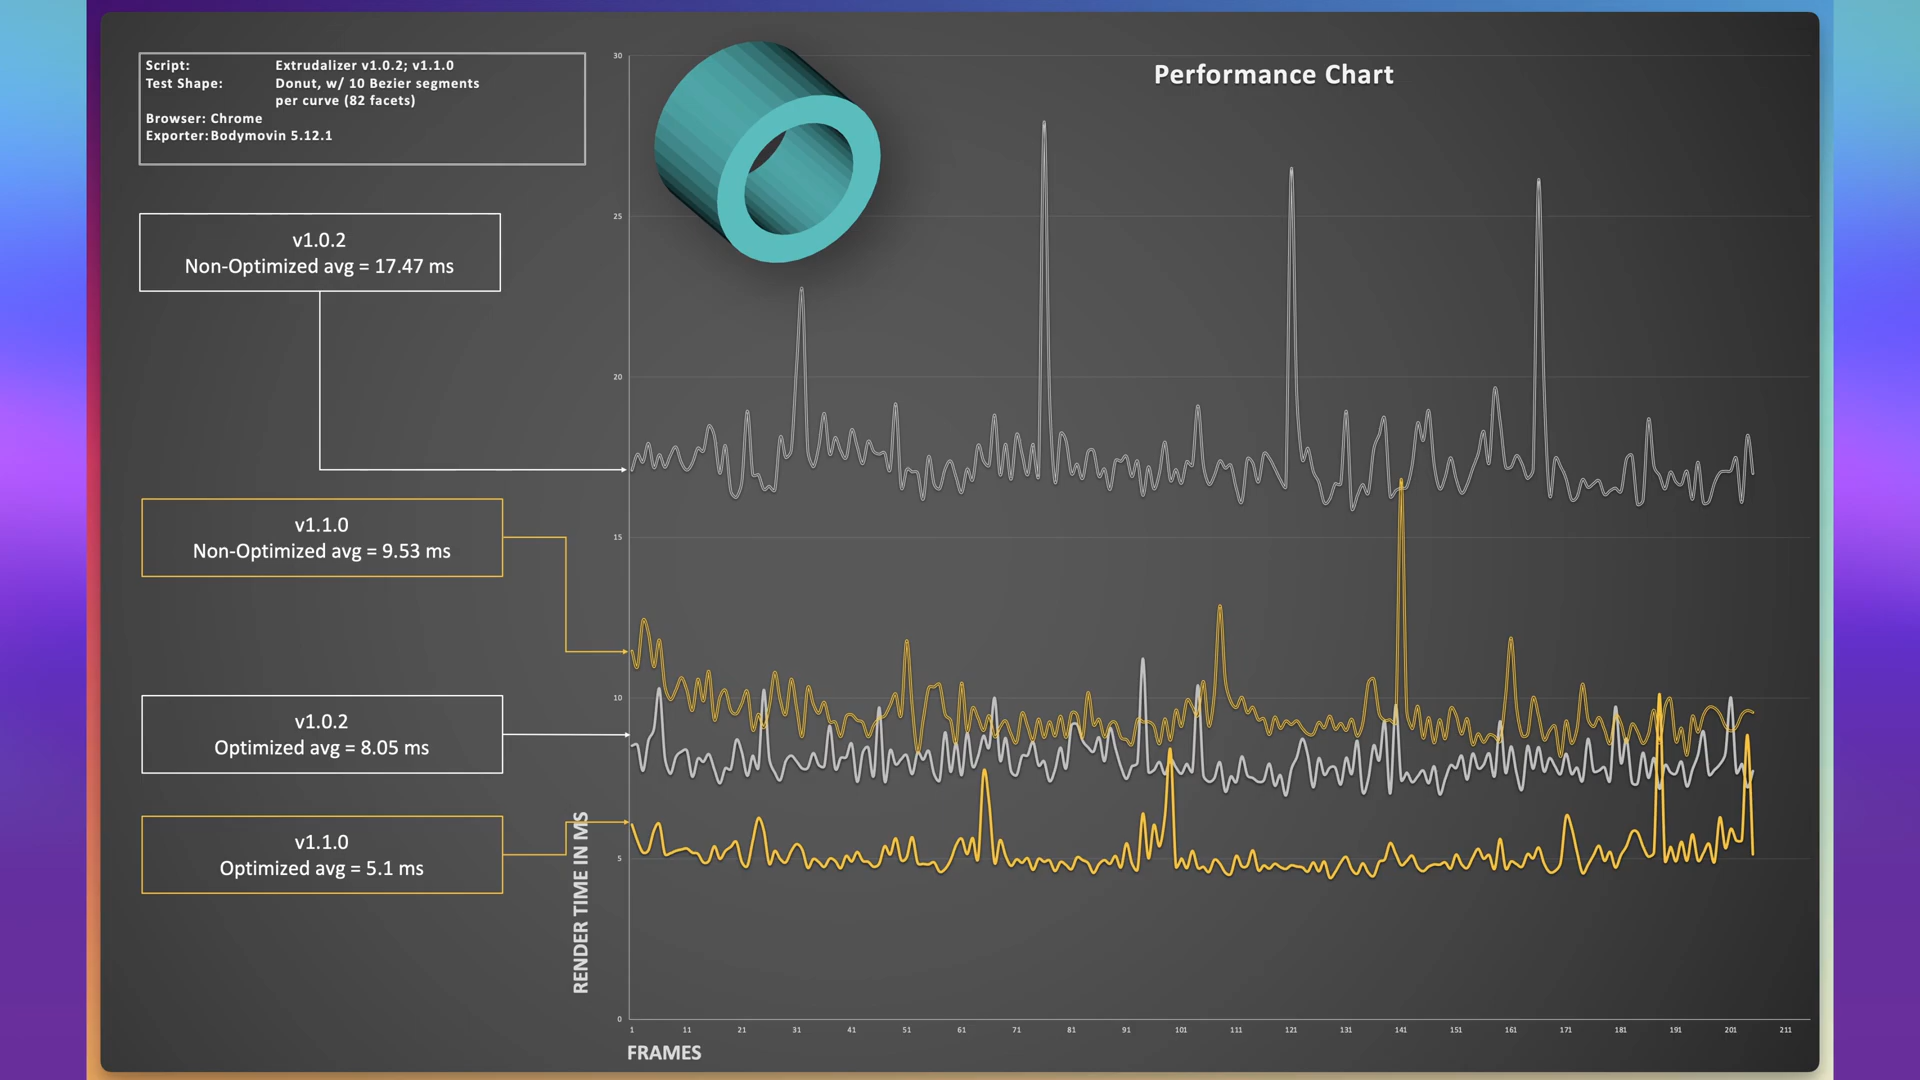 Script: Extrudalizer v1.0.2; v1.1.0
Test Shape: Donut, w/ 10 Bezier segments
per curve (82 facets)
Browser: Chrome
Exporter:Bodymovin 5.12.1
Performance Chart
v1.0.2
Non-Optimized avg = 17.47 ms
v1.1.0
Non-Optimized avg = 9.53 ms
v1.0.2
Optimized avg = 8.05 ms
v1.1.0
Optimized avg = 5.1 ms
RENDER TIME IN MS
30
25
20
15
10
5
0
1 11 21 31 41 51 61 71 81 91 101 111 121 131 141 151 161 171 181 191 201 211
FRAMES